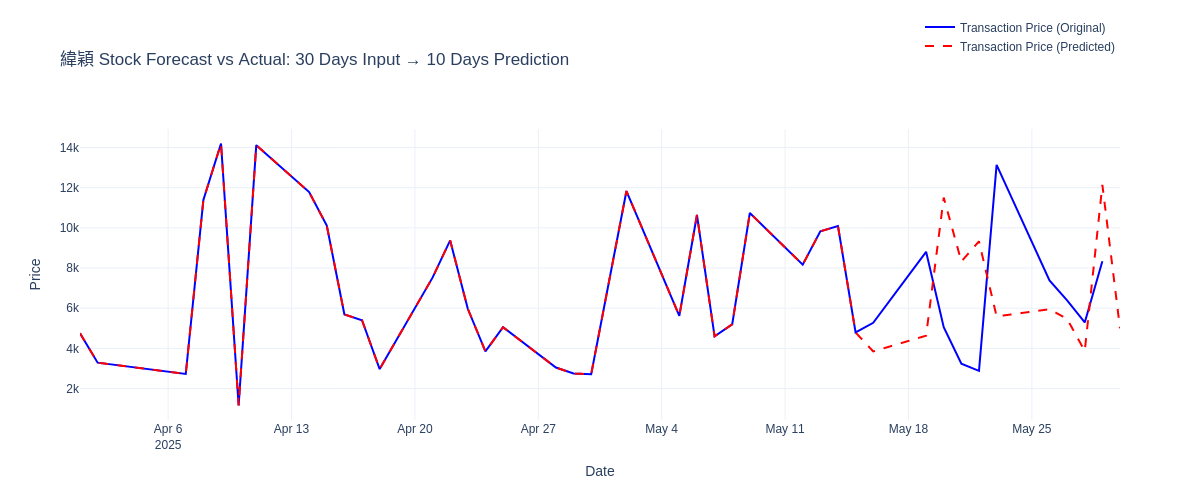 緯穎 Stock Forecast vs Actual: 30 Days Input → 10 Days Prediction
Transaction Price (Original)
Transaction Price (Predicted)
Price
14k
12k
10k
8k
6k
4k
2k
Apr 6
2025
Apr 13
Apr 20
Apr 27
May 4
May 11
May 18
May 25
Date